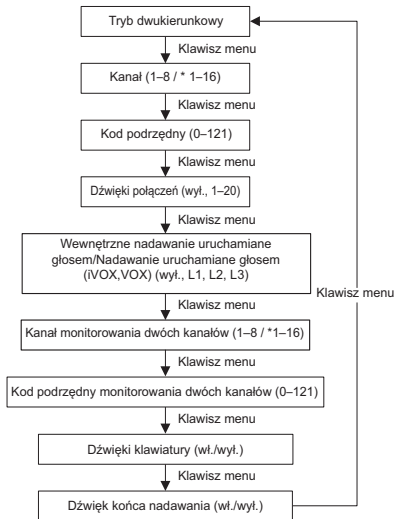 Tryb dwukierunkowy
Klawisz menu
Kanał (1–8 / * 1–16)
Klawisz menu
Kod podrzędny (0–121)
Klawisz menu
Dźwięki połączeń (wył., 1–20)
Klawisz menu
Wewnętrzne nadawanie uruchamiane
głosem/Nadawanie uruchamiane głosem
(iVOX,VOX) (wył., L1, L2, L3)
Klawisz menu
Klawisz menu
Kanał monitorowania dwóch kanałów (1–8 / *1–16)
Klawisz menu
Kod podrzędny monitorowania dwóch kanałów (0–121)
Klawisz menu
Dźwięki klawiatury (wł./wył.)
Klawisz menu
Dźwięk końca nadawania (wł./wył.)